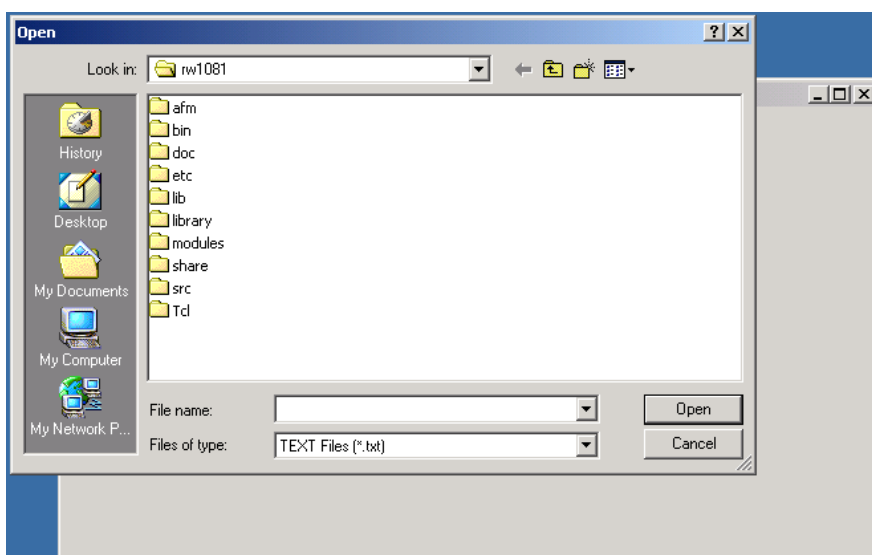 Open
Look in: rw1081
History
Desktop
My Documents
My Computer
My Network P...
afm
bin
doc
etc
lib
library
modules
share
src
Tcl
File name:
Open
Files of type: TEXT Files (*.txt)
Cancel